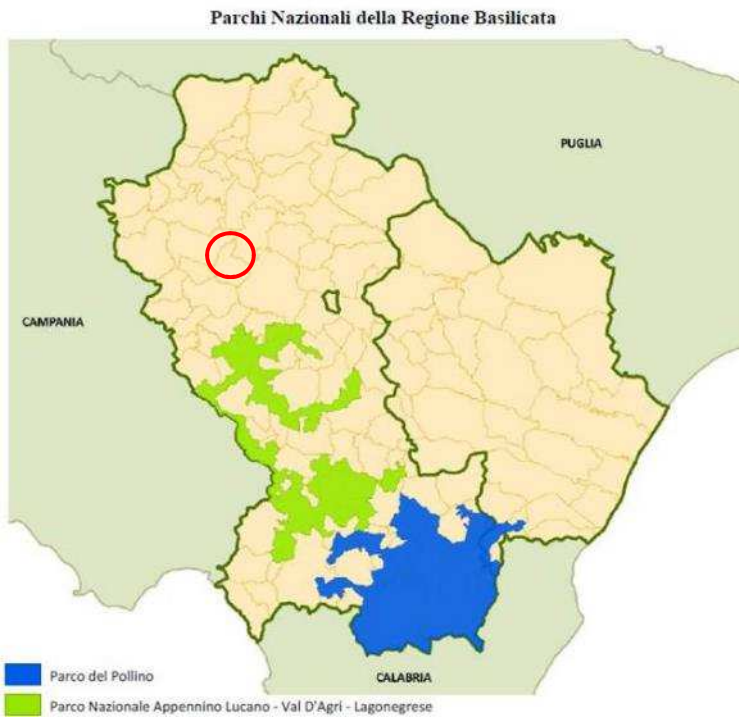 Parchi Nazionali della Regione Basilicata
PUGLIA
CAMPANIA
CALABRIA
Parco del Pollino
Parco Nazionale Appennino Lucano - Val D'Agri - Lagonegrese